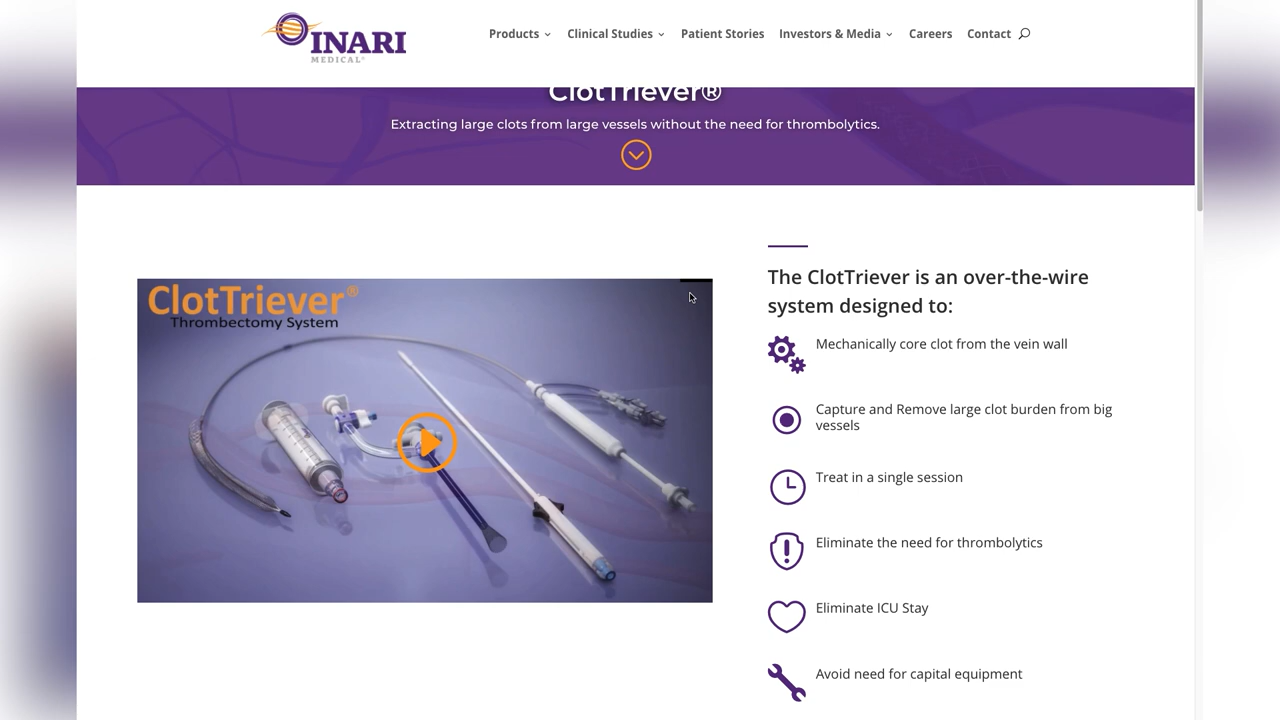 INARI
MEDICAL®
Products
Clinical Studies
Patient Stories
Investors & Media
Careers
Contact
ClotTriever®
Extracting large clots from large vessels without the need for thrombolytics.
ClotTriever®
Thrombectomy System
The ClotTriever is an over-the-wire
system designed to:
Mechanically core clot from the vein wall
Capture and Remove large clot burden from big
vessels
Treat in a single session
Eliminate the need for thrombolytics
Eliminate ICU Stay
Avoid need for capital equipment